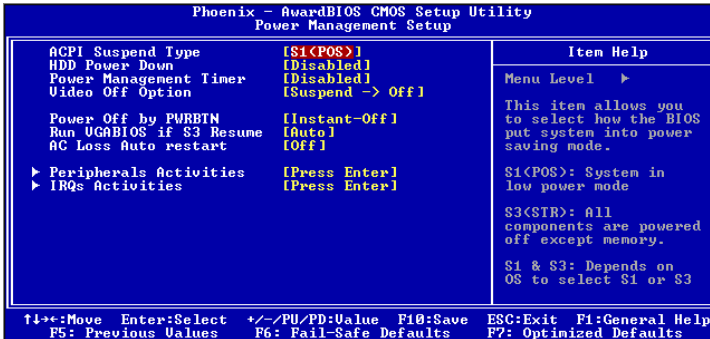 Phoenix - AwardBIOS CMOS Setup Utility
Power Management Setup
ACPI Suspend Type [S1(POS)]
HDD Power Down [Disabled]
Power Management Timer [Disabled]
Video Off Option [Suspend -> Off]
Power Off by PWRBTN [Instant-Off]
Run VGABIOS if S3 Resume [Auto]
AC Loss Auto restart [Off]
▶ Peripherals Activities [Press Enter]
▶ IRQs Activities [Press Enter]
Item Help
Menu Level ▶
This item allows you
to select how the BIOS
put system into power
saving mode.
S1(POS): System in
low power mode
S3(STR): All
components are powered
off except memory.
S1 & S3: Depends on
OS to select S1 or S3
↑↓→←:Move Enter:Select +/-/PU/PD:Value F10:Save ESC:Exit F1:General Help
F5: Previous Values F6: Fail-Safe Defaults F7: Optimized Defaults